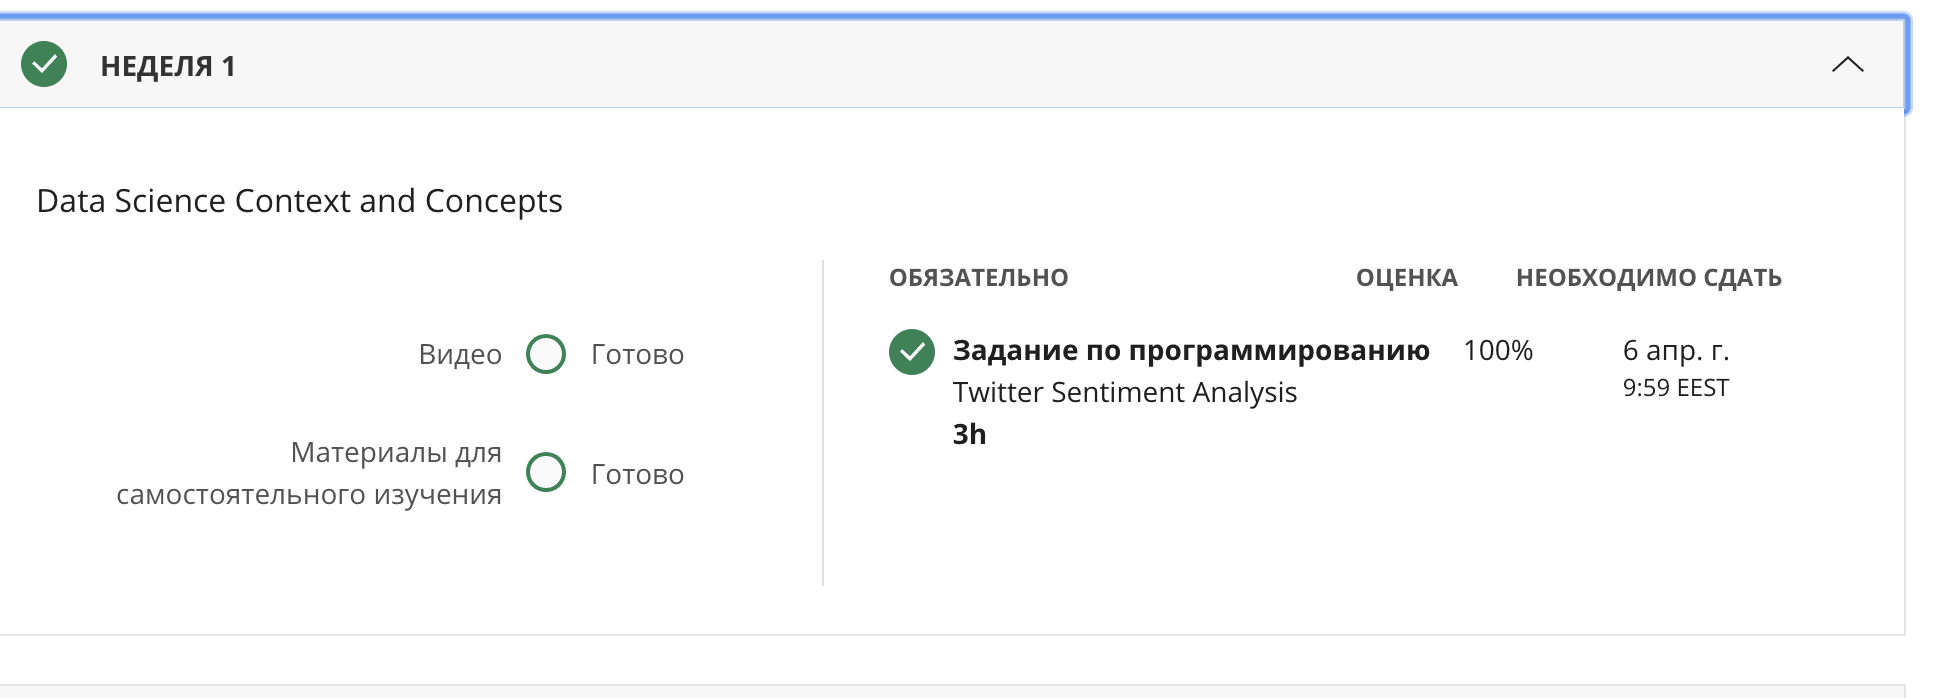 НЕДЕЛЯ 1
Data Science Context and Concepts
Видео Готово
Материалы для
самостоятельного изучения Готово
ОБЯЗАТЕЛЬНО ОЦЕНКА НЕОБХОДИМО СДАТЬ
Задание по программированию 100% 6 апр. г.
Twitter Sentiment Analysis 9:59 EEST
3h